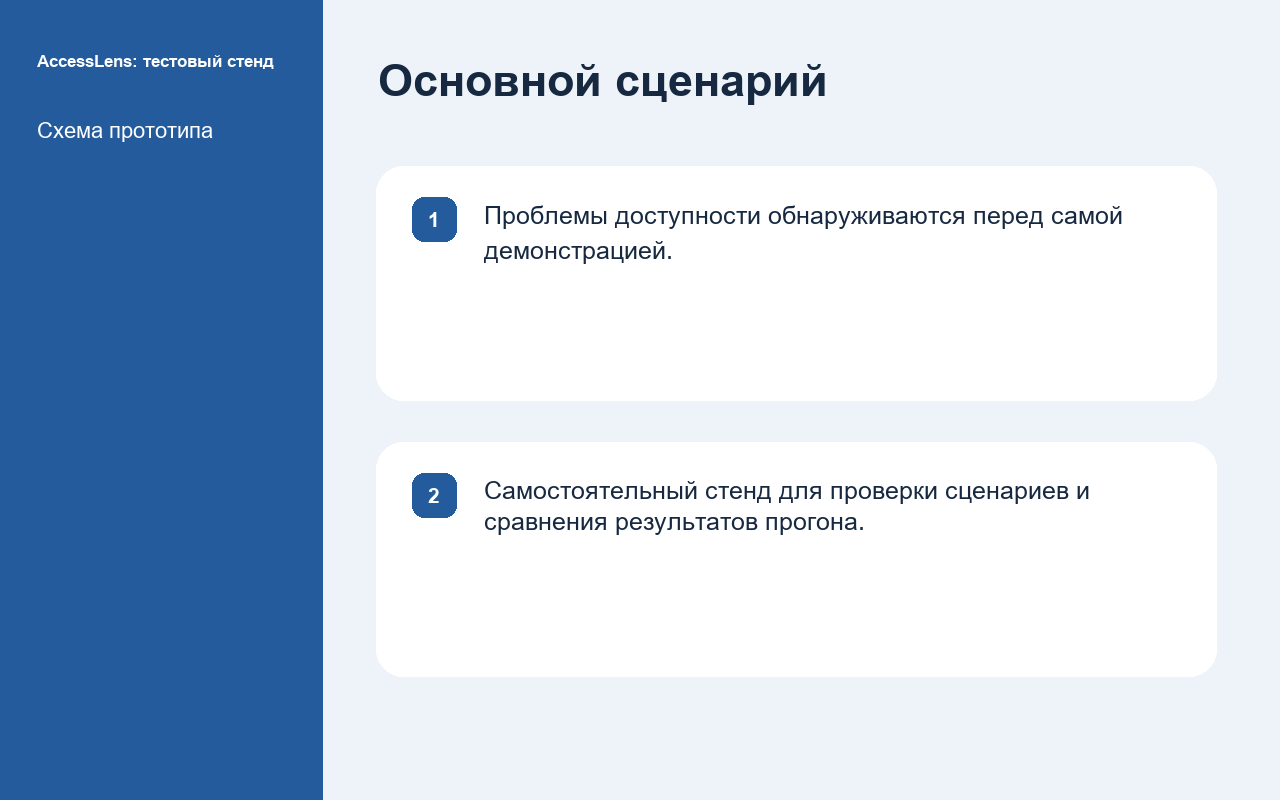 AccessLens: тестовый стенд
Схема прототипа
Основной сценарий
1
Проблемы доступности обнаруживаются перед самой
демонстрацией.
2
Самостоятельный стенд для проверки сценариев и
сравнения результатов прогона.